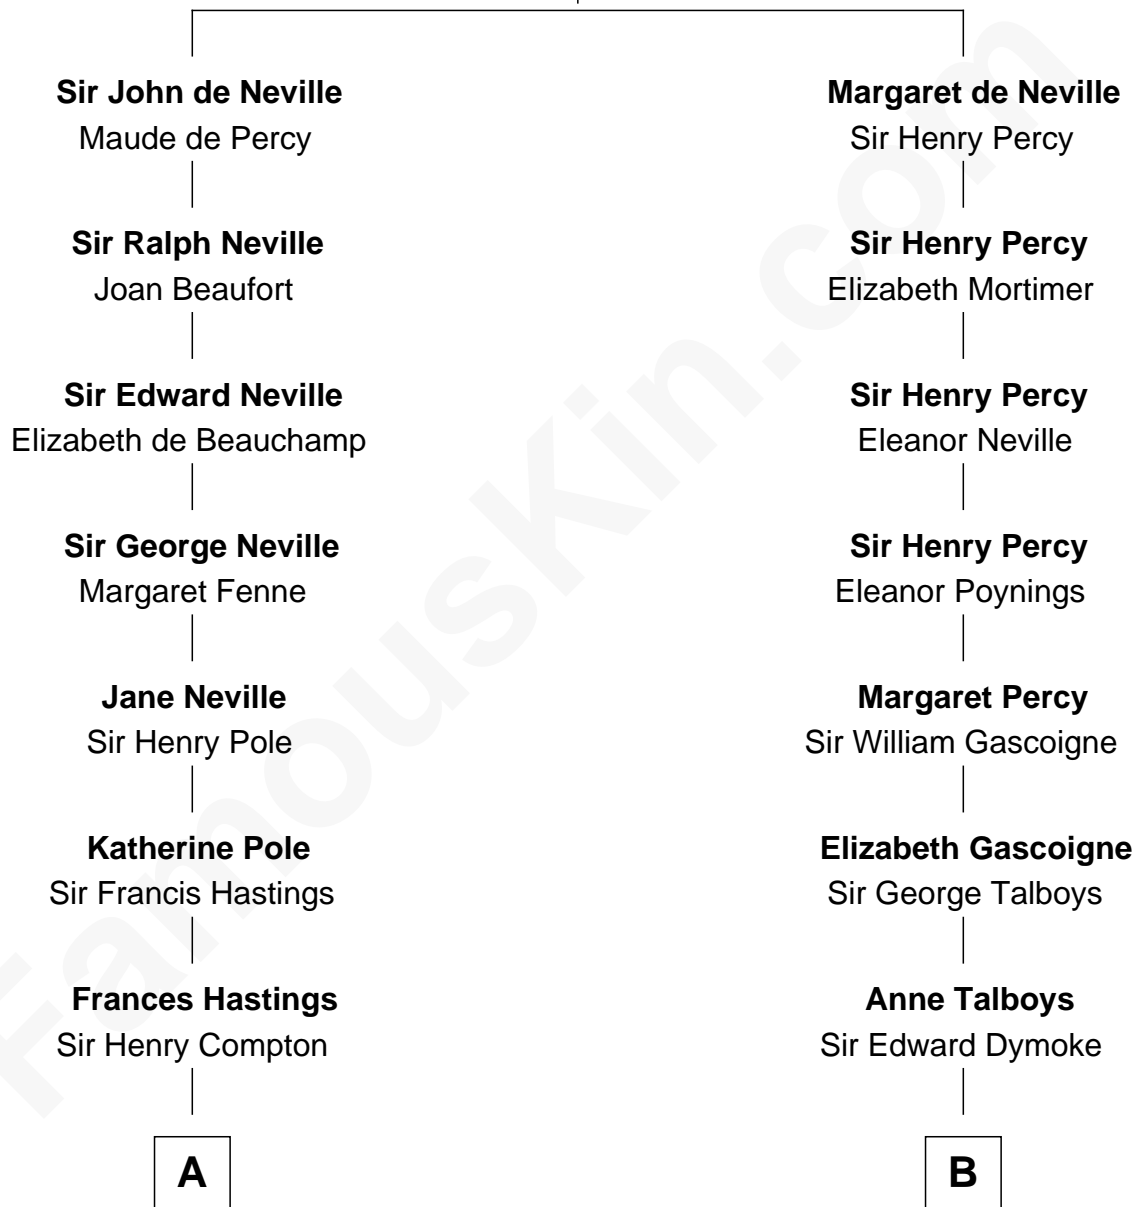 Sir John de Neville
Maude de Percy
Margaret de Neville
Sir Henry Percy
Sir Ralph Neville
Joan Beaufort
Sir Henry Percy
Elizabeth Mortimer
Sir Edward Neville
Elizabeth de Beauchamp
Sir Henry Percy
Eleanor Neville
Sir George Neville
Margaret Fenne
Sir Henry Percy
Eleanor Poynings
Jane Neville
Sir Henry Pole
Margaret Percy
Sir William Gascoigne
Katherine Pole
Sir Francis Hastings
Elizabeth Gascoigne
Sir George Talboys
Frances Hastings
Sir Henry Compton
Anne Talboys
Sir Edward Dymoke
A
B
FamousKin.com